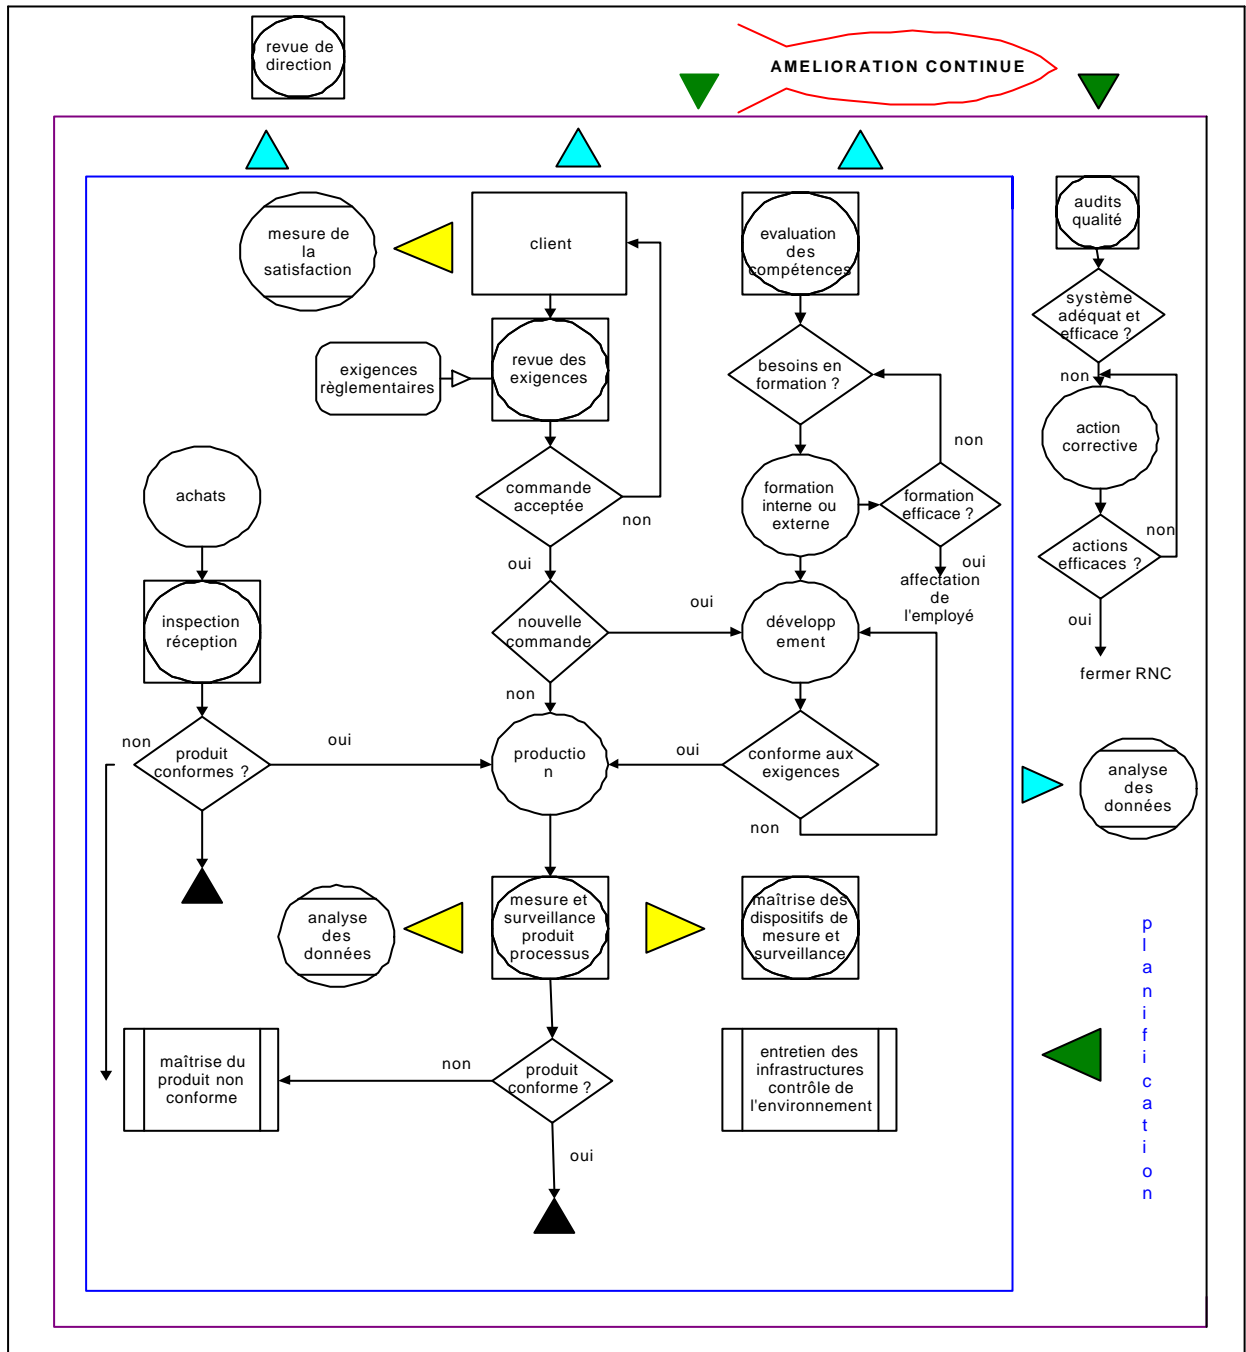 revue de
direction
AMELIORATION CONTINUE
mesure de
la
satisfaction
client
evaluation
des
compétences
audits
qualité
système
adéquat et
efficace ?
exigences
règlementaires
revue des
exigences
besoins en
formation ?
non
action
corrective
achats
commande
acceptée
non
formation
interne ou
externe
non
formation
efficace ?
actions
efficaces ?
non
oui
oui
affectation
de
l'employé
inspection
réception
nouvelle
commande
oui
développ
ement
oui
fermer RNC
non
non
produit
conformes ?
oui
productio
n
oui
conforme aux
exigences
non
analyse
des
données
analyse
des
données
mesure et
surveillance
produit
processus
maîtrise des
dispositifs de
mesure et
surveillance
p
l
a
n
i
f
i
c
a
t
i
o
n
maîtrise du
produit non
conforme
non
produit
conforme ?
entretien des
infrastructures
contrôle de
l'environnement
oui